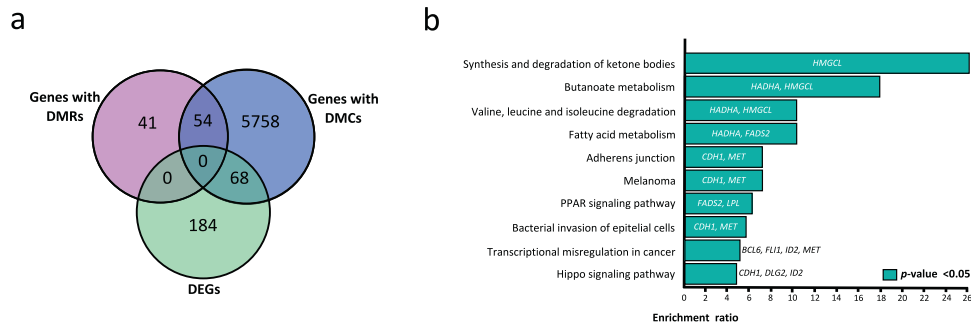 a
Genes with
DMRs
Genes with
DMCs
41
54
5758
0
0
68
184
DEGs
b
Synthesis and degradation of ketone bodies
HMGCL
Butanoate metabolism
HADHA, HMGCL
Valine, leucine and isoleucine degradation
HADHA, HMGCL
Fatty acid metabolism
HADHA, FADS2
Adherens junction
CDH1, MET
Melanoma
CDH1, MET
PPAR signaling pathway
FADS2, LPL
Bacterial invasion of epitelial cells
CDH1, MET
Transcriptional misregulation in cancer
BCL6, FLI1, ID2, MET
Hippo signaling pathway
CDH1, DLG2, ID2
p-value <0.05
0 2 4 6 8 10 12 14 16 18 20 22 24 26
Enrichment ratio